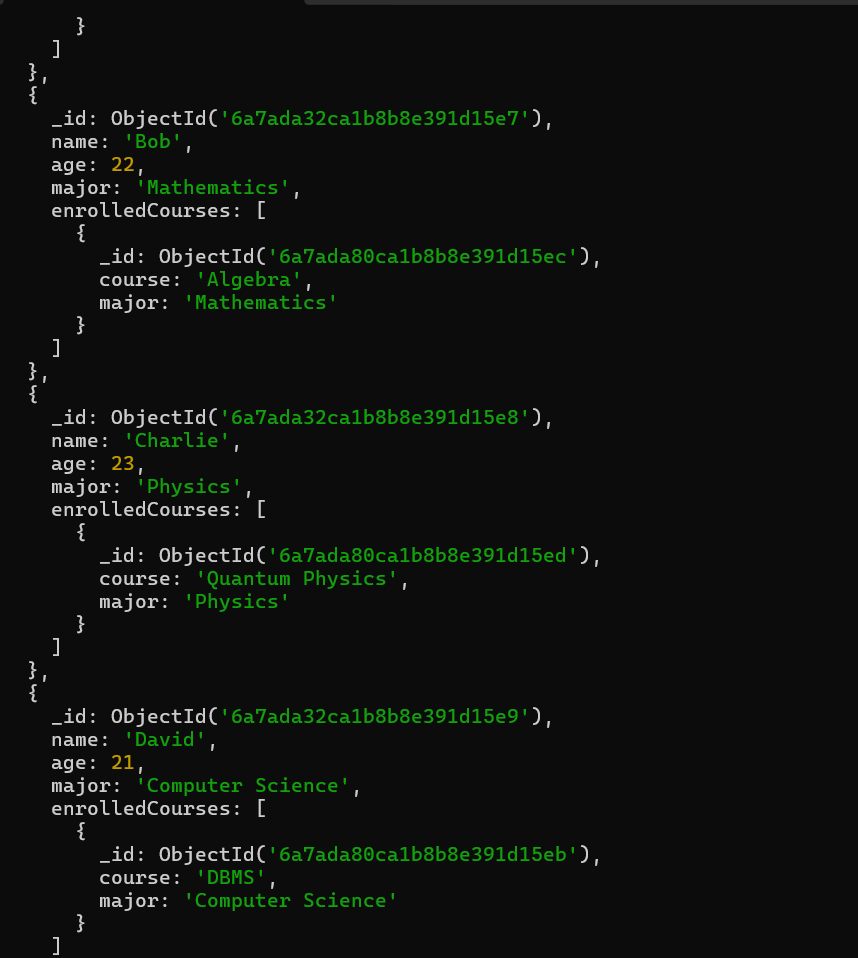 }
  ]
},
{
  _id: ObjectId('6a7ada32ca1b8b8e391d15e7'),
  name: 'Bob',
  age: 22,
  major: 'Mathematics',
  enrolledCourses: [
    {
      _id: ObjectId('6a7ada80ca1b8b8e391d15ec'),
      course: 'Algebra',
      major: 'Mathematics'
    }
  ]
},
{
  _id: ObjectId('6a7ada32ca1b8b8e391d15e8'),
  name: 'Charlie',
  age: 23,
  major: 'Physics',
  enrolledCourses: [
    {
      _id: ObjectId('6a7ada80ca1b8b8e391d15ed'),
      course: 'Quantum Physics',
      major: 'Physics'
    }
  ]
},
{
  _id: ObjectId('6a7ada32ca1b8b8e391d15e9'),
  name: 'David',
  age: 21,
  major: 'Computer Science',
  enrolledCourses: [
    {
      _id: ObjectId('6a7ada80ca1b8b8e391d15eb'),
      course: 'DBMS',
      major: 'Computer Science'
    }
  ]